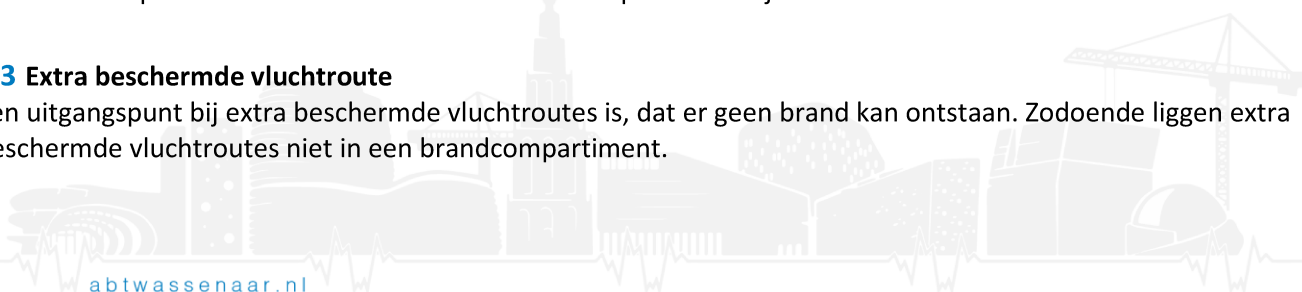 3 Extra beschermde vluchtroute
en uitgangspunt bij extra beschermde vluchtroutes is, dat er geen brand kan ontstaan. Zodoende liggen extra
eschermde vluchtroutes niet in een brandcompartiment.
abtwassenaar.nl